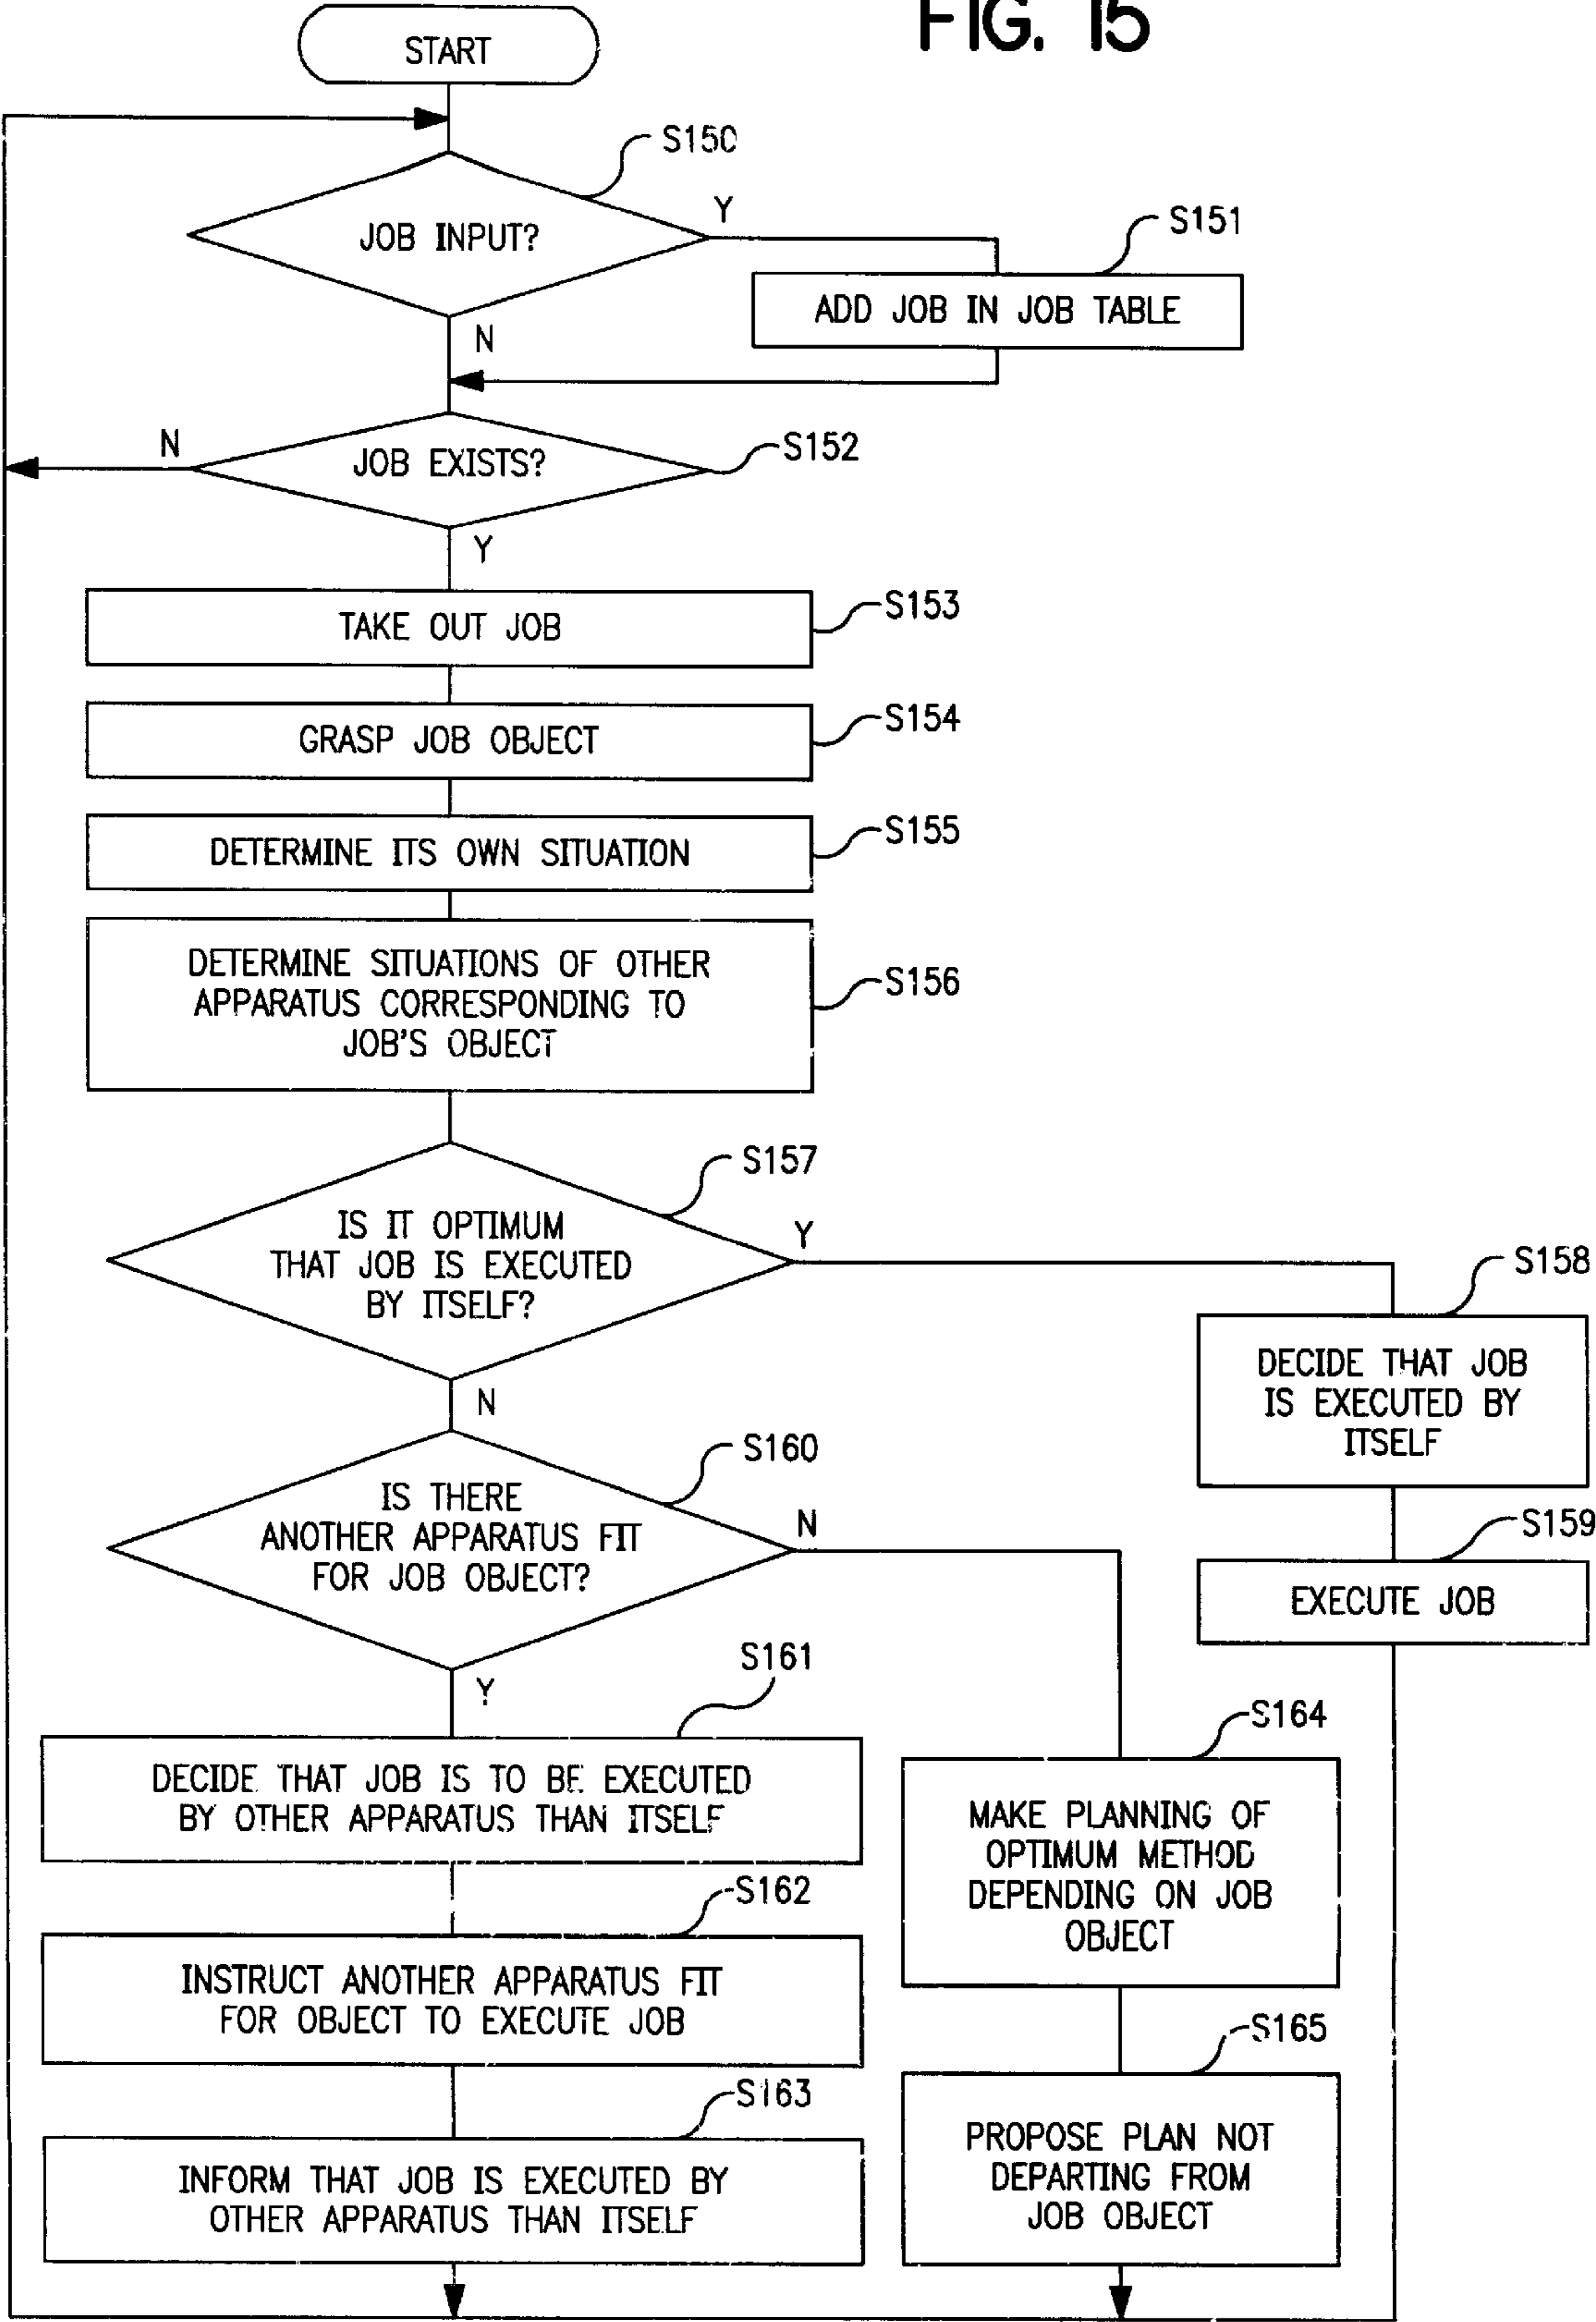 FIG. 15
START
S150
JOB INPUT?
Y
S151
ADD JOB IN JOB TABLE
N
N
JOB EXISTS?
S152
Y
TAKE OUT JOB
S153
GRASP JOB OBJECT
S154
DETERMINE ITS OWN SITUATION
S155
DETERMINE SITUATIONS OF OTHER
APPARATUS CORRESPONDING TO
JOB'S OBJECT
S156
S157
IS IT OPTIMUM
THAT JOB IS EXECUTED
BY ITSELF?
Y
S158
DECIDE THAT JOB
IS EXECUTED BY
ITSELF
N
S160
IS THERE
ANOTHER APPARATUS FIT
FOR JOB OBJECT?
N
S159
EXECUTE JOB
Y
S161
DECIDE THAT JOB IS TO BE EXECUTED
BY OTHER APPARATUS THAN ITSELF
S164
MAKE PLANNING OF
OPTIMUM METHOD
DEPENDING ON JOB
OBJECT
S162
INSTRUCT ANOTHER APPARATUS FIT
FOR OBJECT TO EXECUTE JOB
S165
PROPOSE PLAN NOT
DEPARTING FROM
JOB OBJECT
S163
INFORM THAT JOB IS EXECUTED BY
OTHER APPARATUS THAN ITSELF